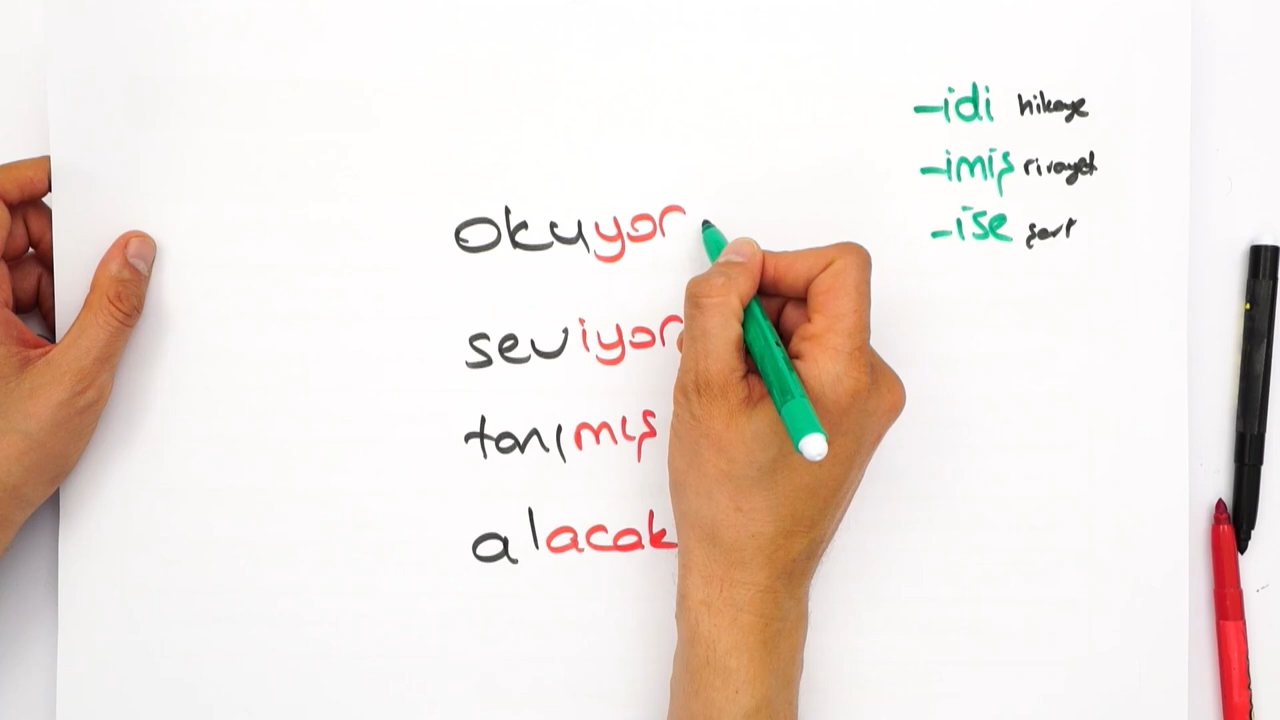 -idi hikaye
-imiş rivayet
-ise şart
okuyor
seviyor
tanımış
alacak